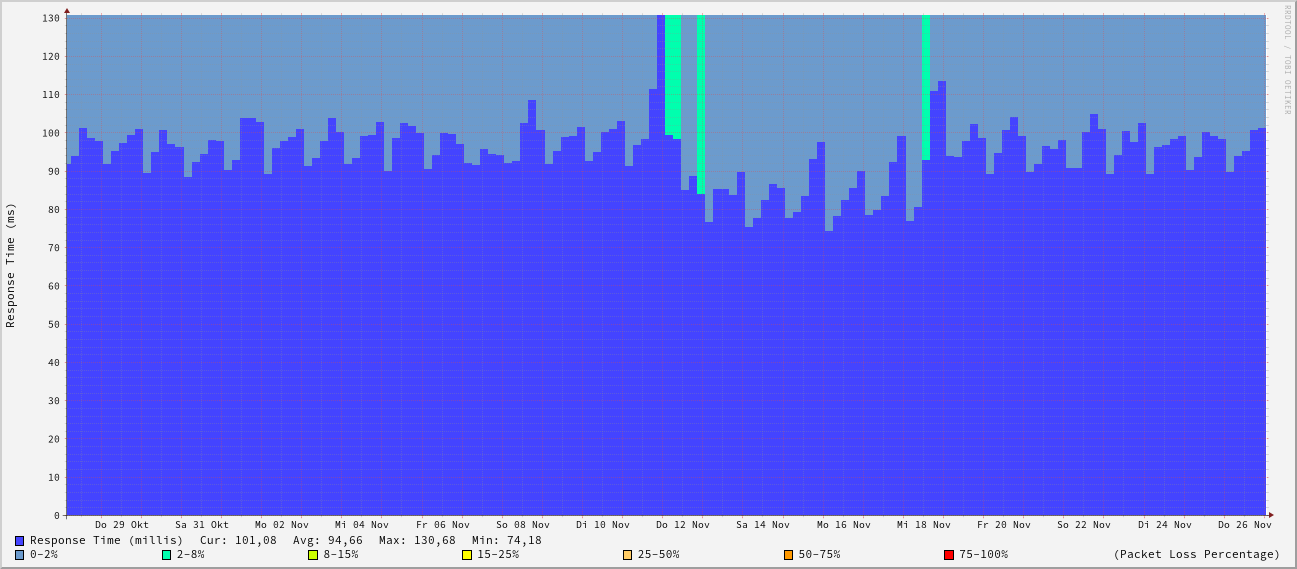 RRDTOOL / TOBI OETIKER
Response Time (ms)
130
120
110
100
90
80
70
60
50
40
30
20
10
0
Do 29 Okt Sa 31 Okt Mo 02 Nov Mi 04 Nov Fr 06 Nov So 08 Nov Di 10 Nov Do 12 Nov Sa 14 Nov Mo 16 Nov Mi 18 Nov Fr 20 Nov So 22 Nov Di 24 Nov Do 26 Nov
Response Time (millis) Cur: 101,08 Avg: 94,66 Max: 130,68 Min: 74,18
0-2% 2-8% 8-15% 15-25% 25-50% 50-75% 75-100% (Packet Loss Percentage)